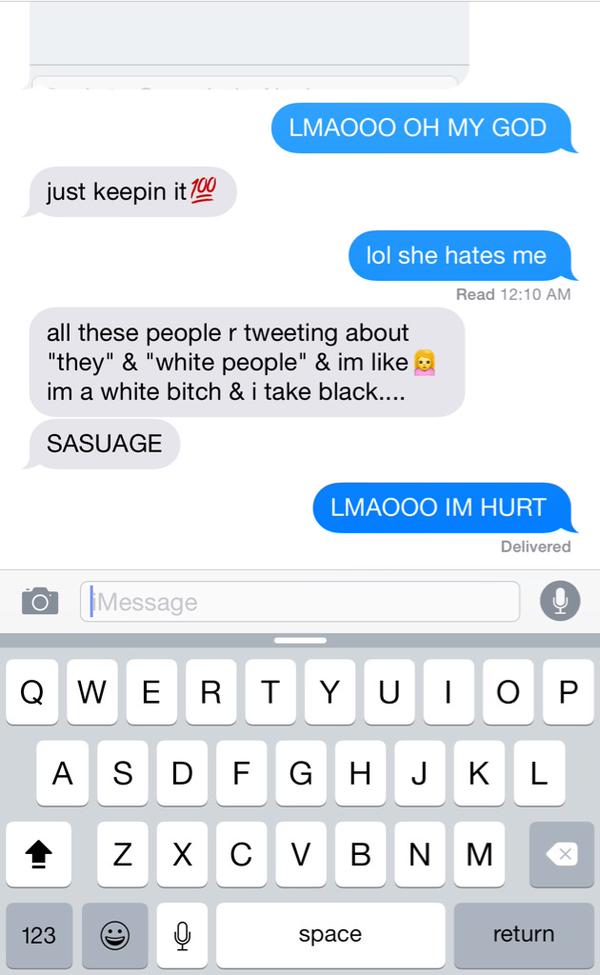 LMAOOO OH MY GOD
just keepin it💯
lol she hates me
Read 12:10 AM
all these people r tweeting about
"they" & "white people" & im like🙍
im a white bitch & i take black....
SASUAGE
LMAOOO IM HURT
Delivered
iMessage
Q W E R T Y U I O P
A S D F G H J K L
Z X C V B N M
123 space return